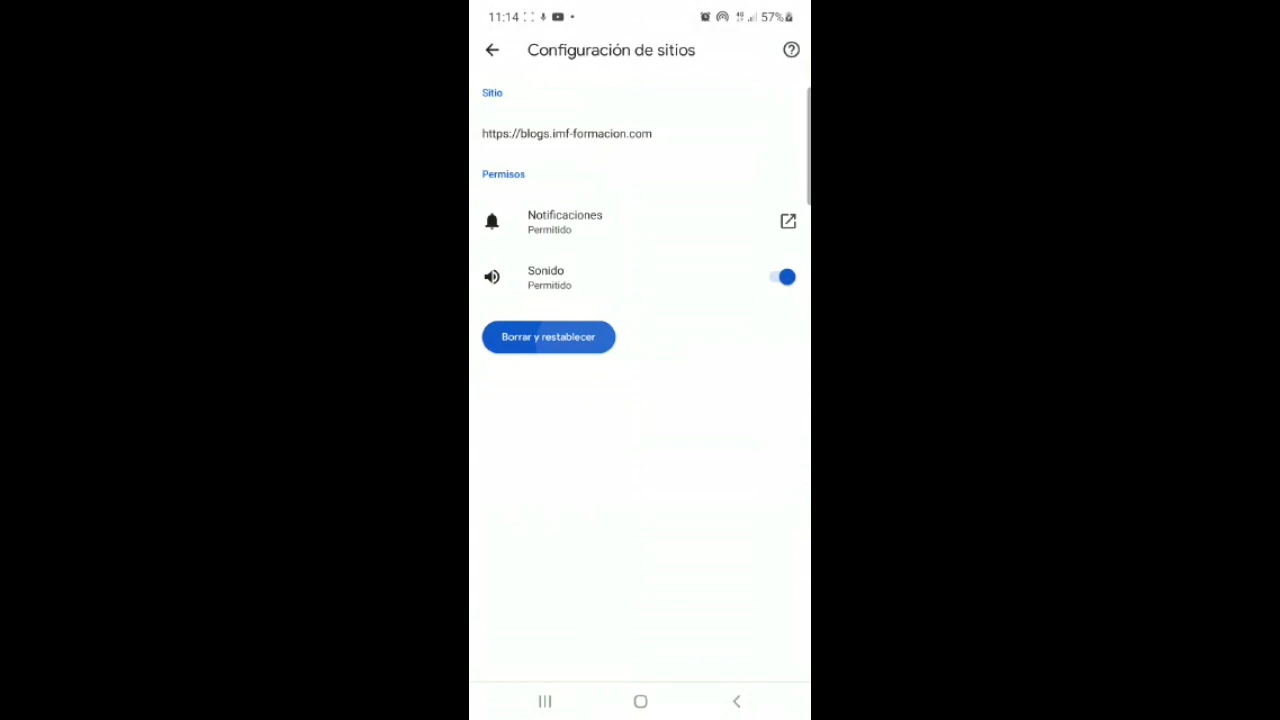 11:14
57%
Configuración de sitios
Sitio
https://blogs.imf-formacion.com
Permisos
Notificaciones
Permitido
Sonido
Permitido
Borrar y restablecer